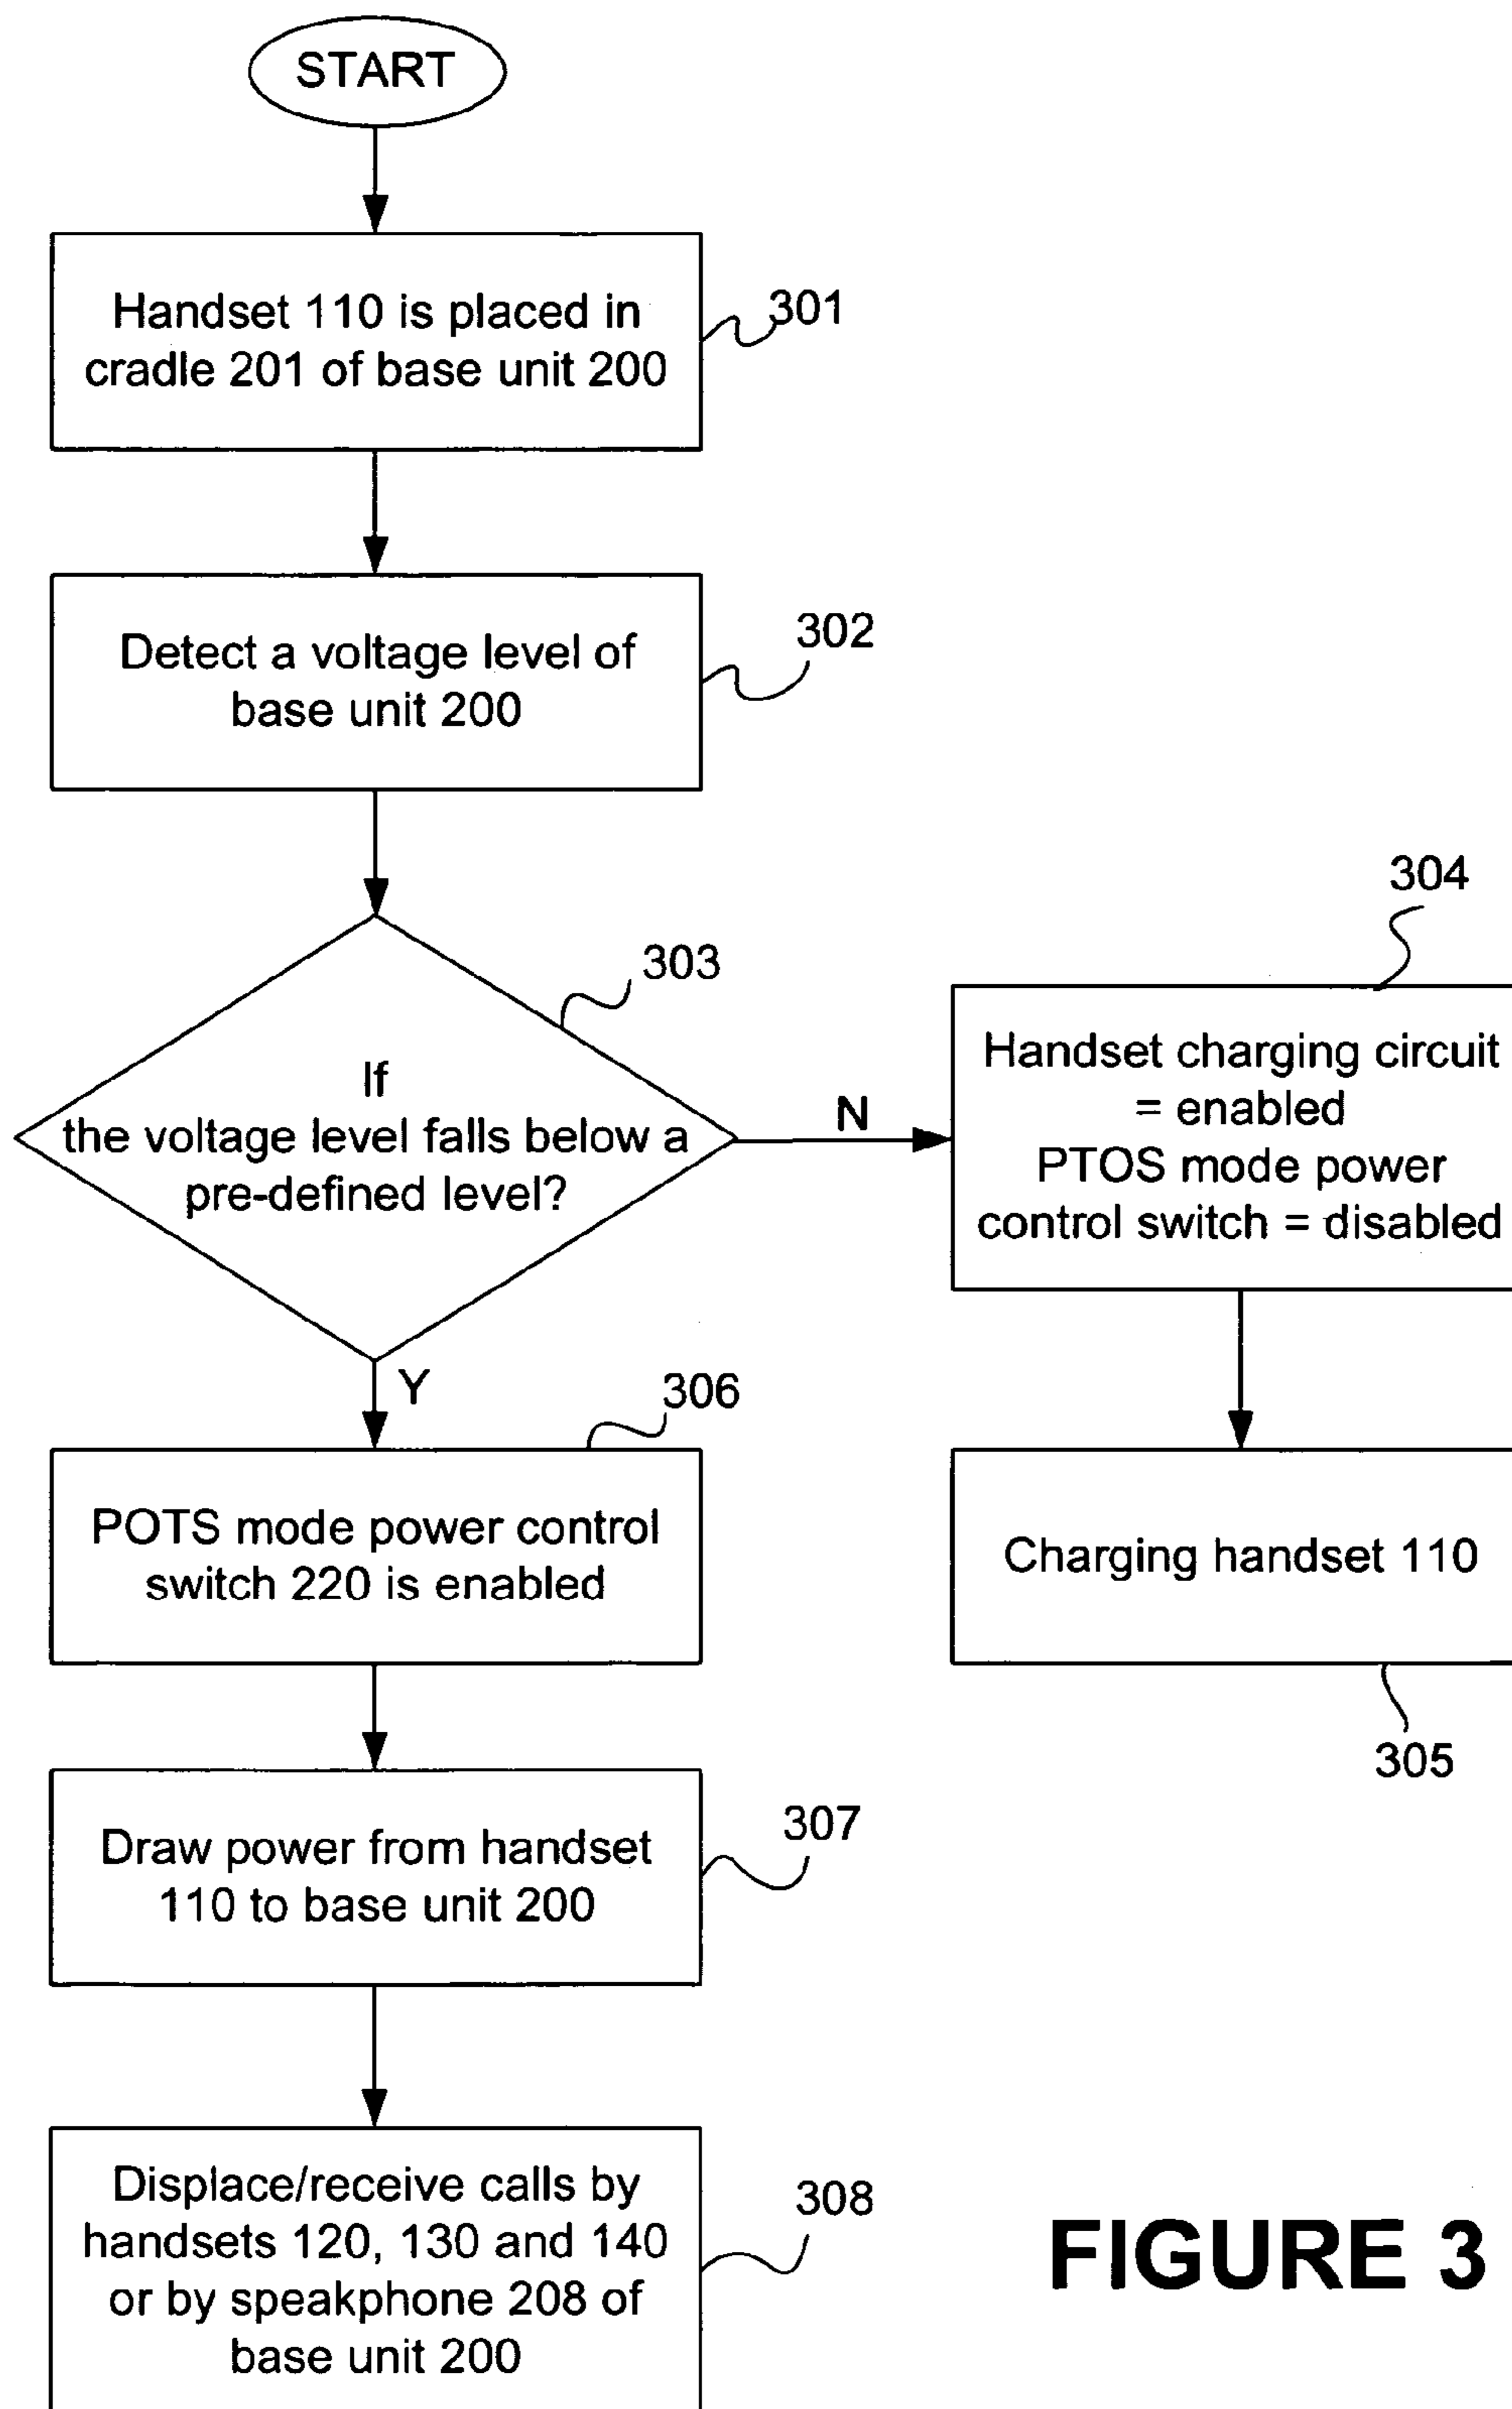 START
Handset 110 is placed in
cradle 201 of base unit 200
301
Detect a voltage level of
base unit 200
302
303
If
the voltage level falls below a
pre-defined level?
N
304
Handset charging circuit
= enabled
PTOS mode power
control switch = disabled
Y
306
POTS mode power control
switch 220 is enabled
Charging handset 110
305
Draw power from handset
110 to base unit 200
307
Displace/receive calls by
handsets 120, 130 and 140
or by speakphone 208 of
base unit 200
308
FIGURE 3